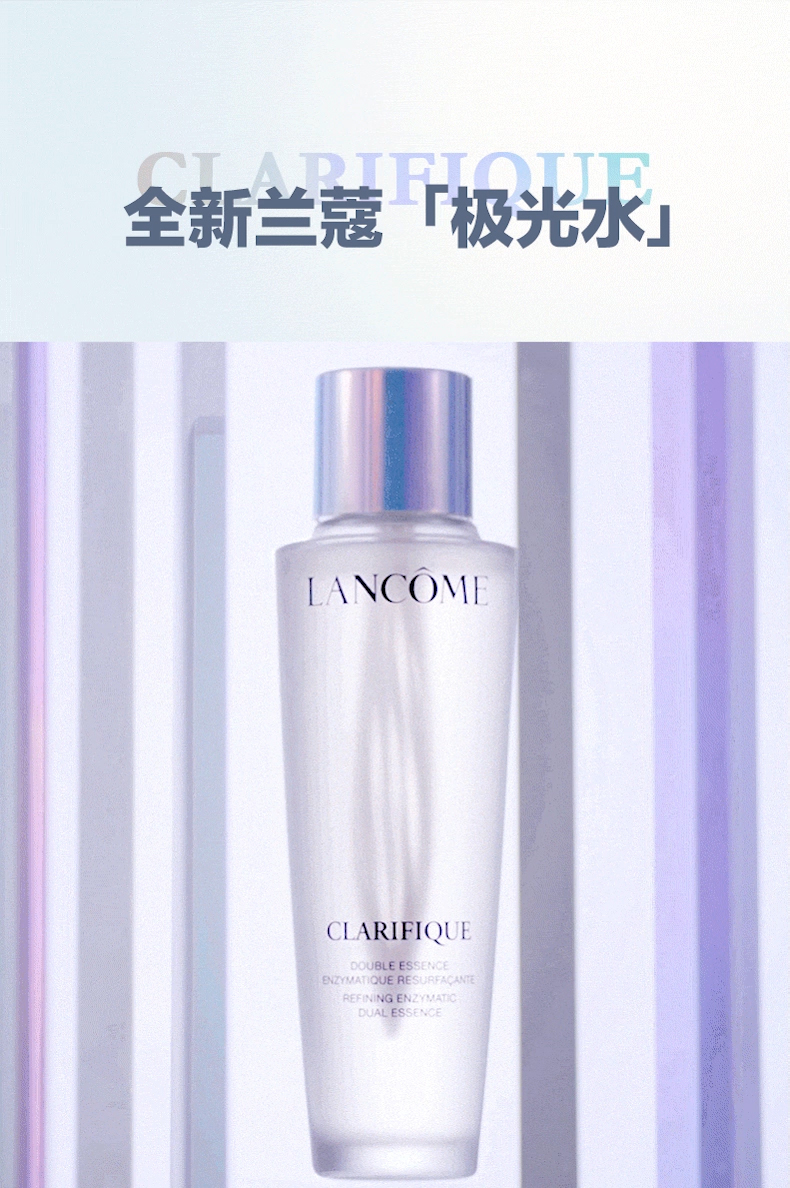 CLARIFIQUE
全新兰蔻「极光水」
LANCÔME
CLARIFIQUE
DOUBLE ESSENCE
ENZYMATIQUE RESURFAÇANTE
REFINING ENZYMATIC
DUAL ESSENCE